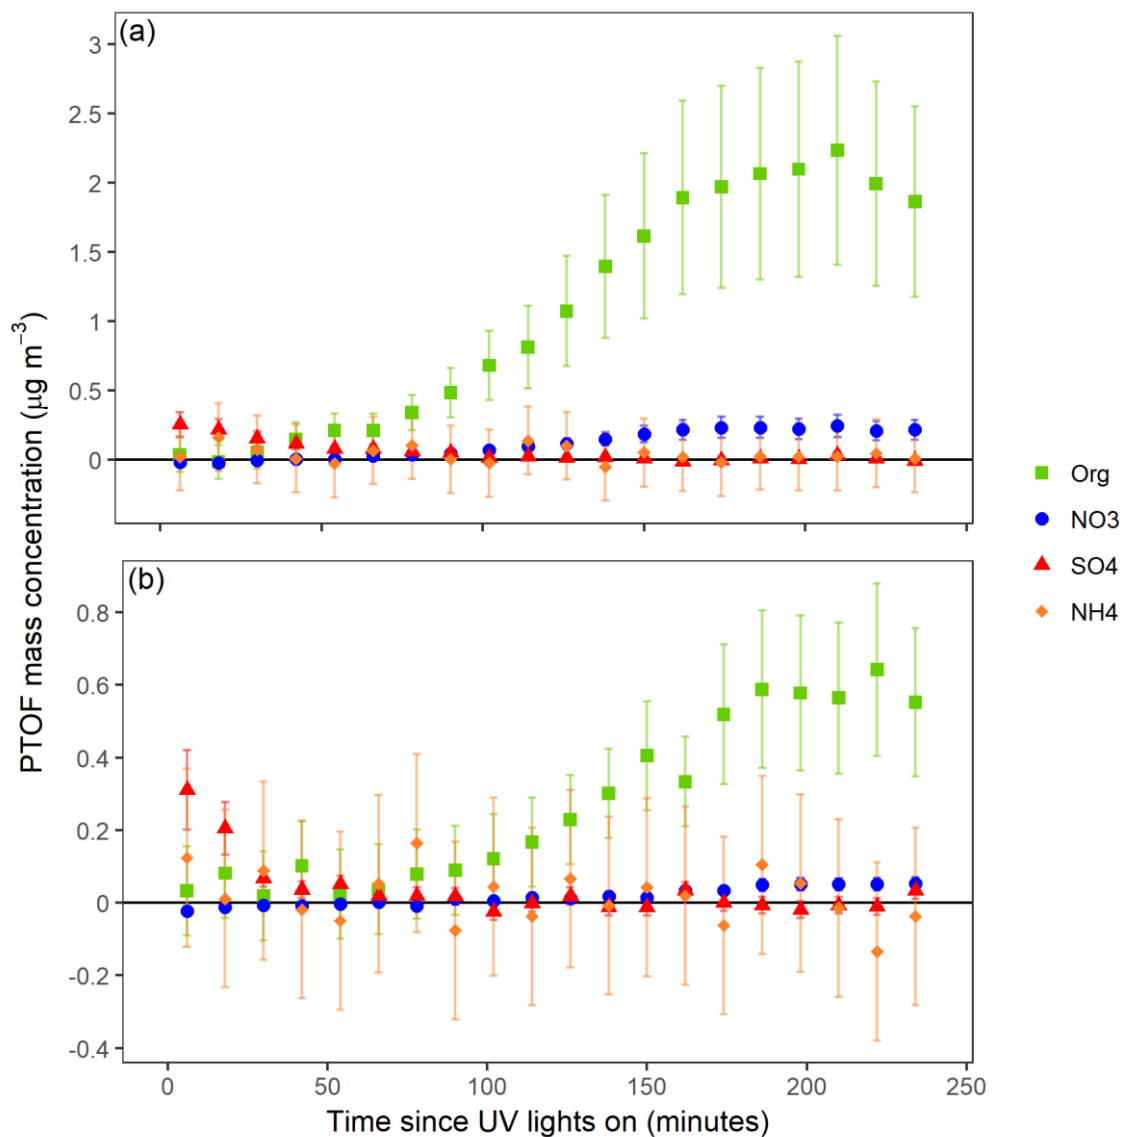 (a)
3
2.5
2
1.5
1
0.5
0
(b)
0.8
0.6
0.4
0.2
0
-0.2
-0.4
0 50 100 150 200 250
Time since UV lights on (minutes)
PTOF mass concentration (μg m⁻³)
Org
NO3
SO4
NH4